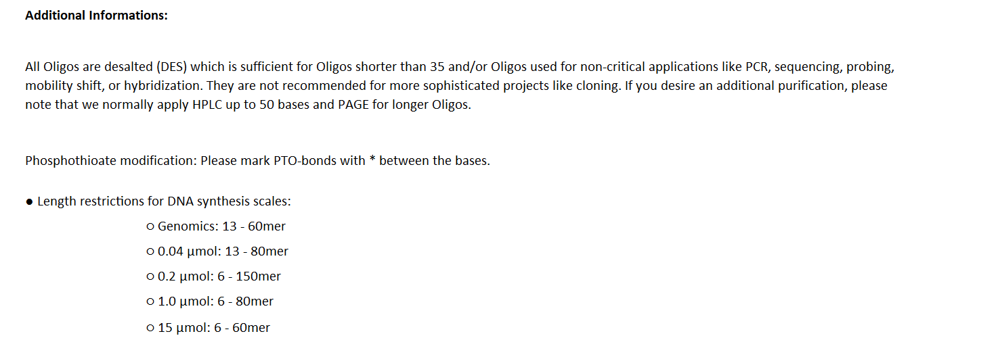 Additional Informations:
All Oligos are desalted (DES) which is sufficient for Oligos shorter than 35 and/or Oligos used for non-critical applications like PCR, sequencing, probing,
mobility shift, or hybridization. They are not recommended for more sophisticated projects like cloning. If you desire an additional purification, please
note that we normally apply HPLC up to 50 bases and PAGE for longer Oligos.
Phosphothioate modification: Please mark PTO-bonds with * between the bases.
● Length restrictions for DNA synthesis scales:
○ Genomics: 13 - 60mer
○ 0.04 µmol: 13 - 80mer
○ 0.2 µmol: 6 - 150mer
○ 1.0 µmol: 6 - 80mer
○ 15 µmol: 6 - 60mer